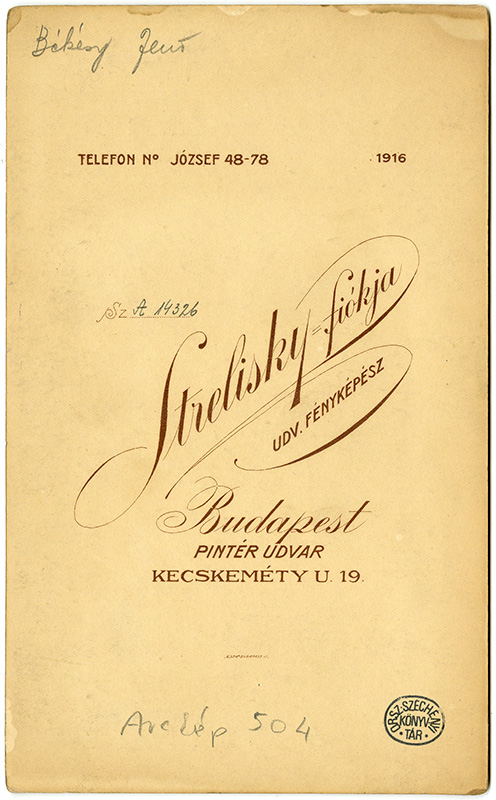 Békésy Jenő
TELEFON Nº JÓZSEF 48-78 1916
Sz A 14326
Strelisky=fiókja
UDV. FÉNYKÉPÉSZ
Budapest
PINTÉR UDVAR
KECSKEMÉTY U. 19.
Arckép 504
ORSZ. SZÉCHÉNYI
KÖNYV
TÁR